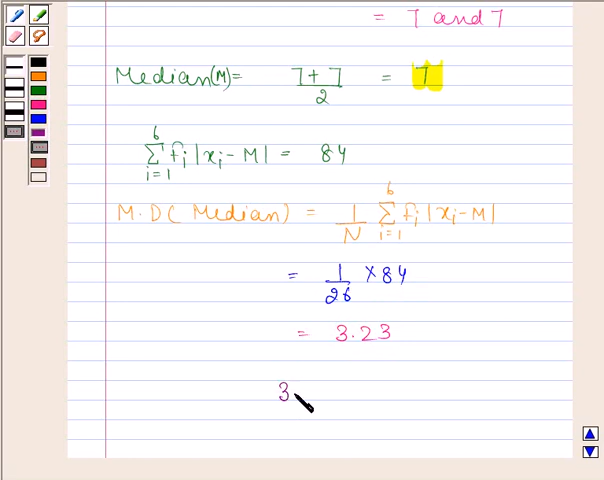 = 7 and 7
Median(M) = 7+7/2 = 7
6∑i=1 fi |xi - M| = 84
M.D( Median) = 1/N 6∑i=1 fi |xi - M|
= 1/26 × 84
= 3.23
3